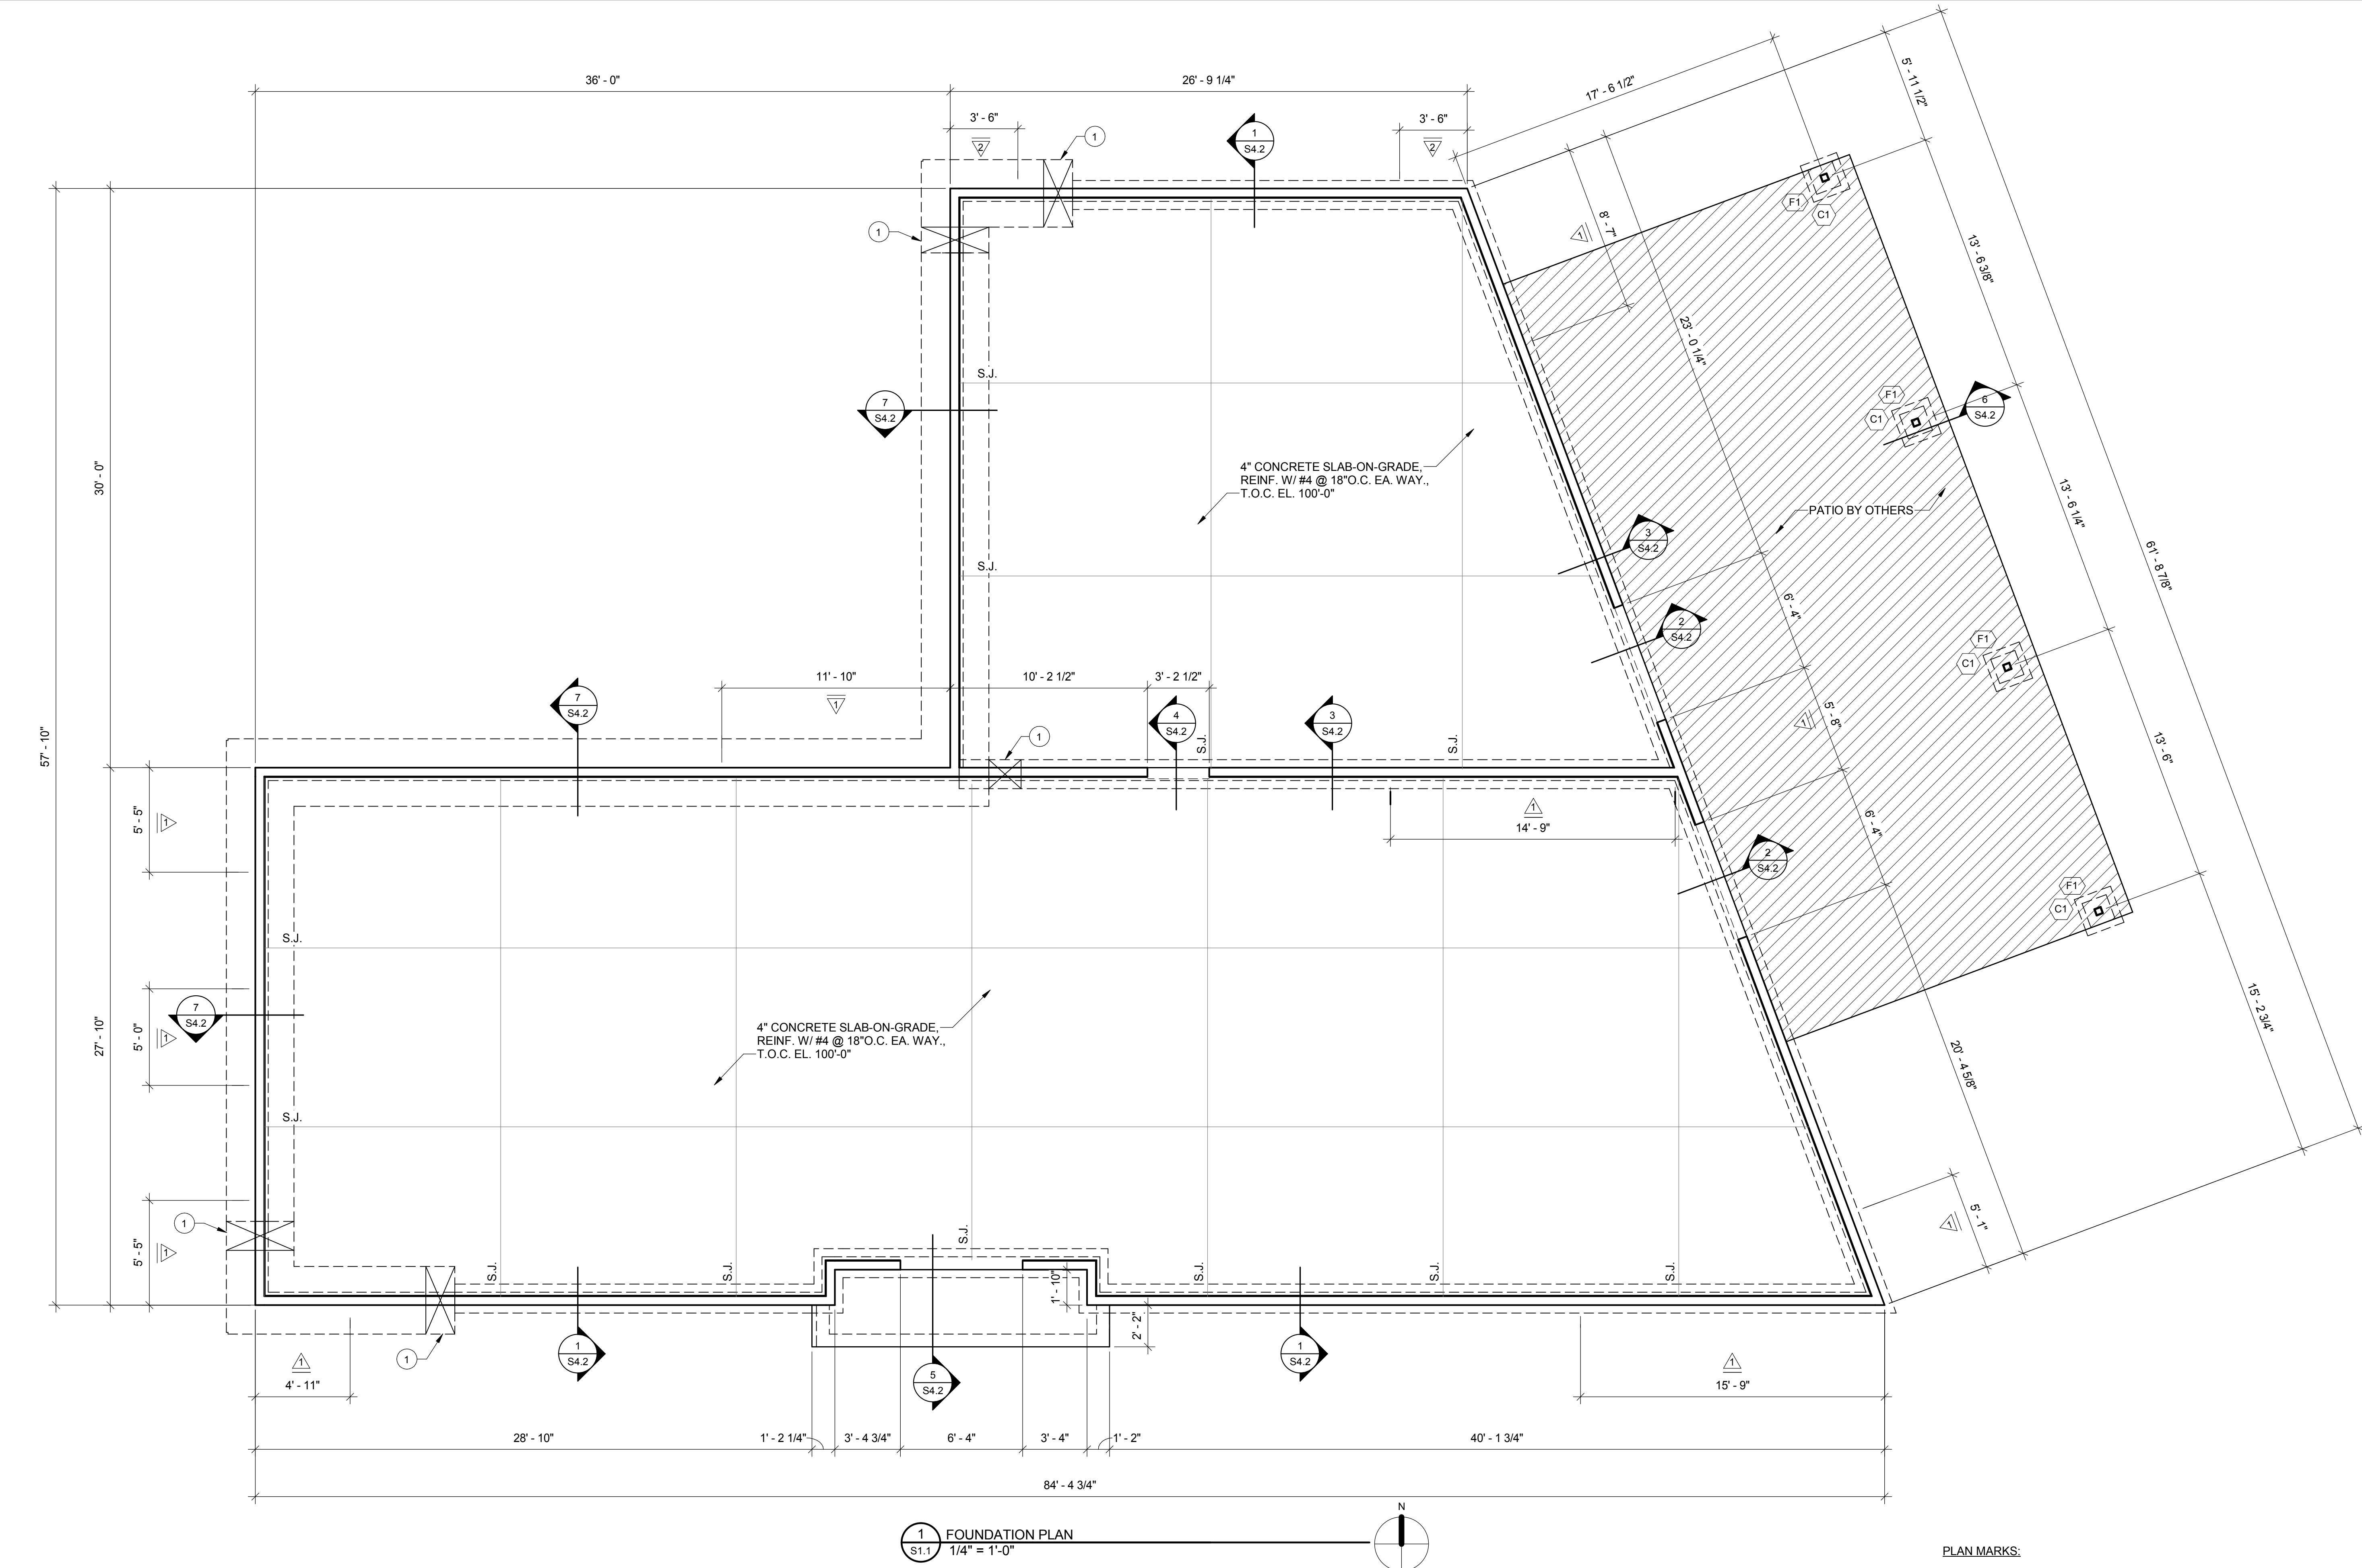 36' - 0"
26' - 9 1/4"
17' - 6 1/2"
5' - 11 1/2"
3' - 6"
2
1
1
S4.2
3' - 6"
2
F1
C1
1
8' - 7"
1
13' - 6 3/8"
23' - 0 1/4"
S.J.
7
S4.2
F1
C1
6
S4.2
30' - 0"
4" CONCRETE SLAB-ON-GRADE,
REINF. W/ #4 @ 18"O.C. EA. WAY.,
T.O.C. EL. 100'-0"
PATIO BY OTHERS
13' - 6 1/4"
3
S4.2
61' - 8 7/8"
S.J.
6' - 4"
2
S4.2
F1
C1
11' - 10"
1
10' - 2 1/2"
3' - 2 1/2"
7
S4.2
4
S4.2
3
S4.2
1
5' - 8"
57' - 10"
1
S.J.
S.J.
13' - 6"
5' - 5"
1
1
14' - 9"
6' - 4"
2
S4.2
F1
C1
S.J.
7
S4.2
27' - 10"
5' - 0"
1
4" CONCRETE SLAB-ON-GRADE,
REINF. W/ #4 @ 18"O.C. EA. WAY.,
T.O.C. EL. 100'-0"
15' - 2 3/4"
20' - 4 5/8"
S.J.
1
5' - 5"
1
S.J.
S.J.
S.J.
S.J.
S.J.
S.J.
1' - 10"
2' - 2"
1
5' - 1"
1
4' - 11"
1
1
S4.2
5
S4.2
1
S4.2
1
15' - 9"
28' - 10"
1' - 2 1/4"
3' - 4 3/4"
6' - 4"
3' - 4"
1' - 2"
40' - 1 3/4"
84' - 4 3/4"
N
1
S1.1
FOUNDATION PLAN
1/4" = 1'-0"
PLAN MARKS: